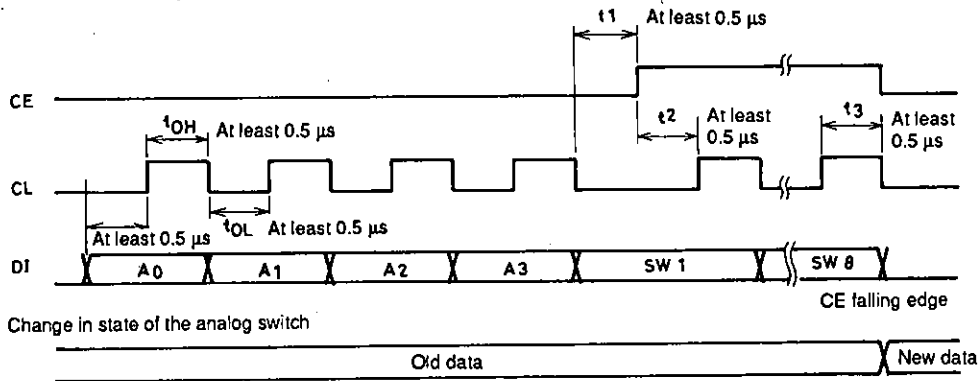 t1 At least 0.5 µs
CE
tOH At least 0.5 µs
t2 At least 0.5 µs
t3 At least 0.5 µs
CL
At least 0.5 µs
tOL At least 0.5 µs
DI A0 A1 A2 A3 SW 1 SW 8
CE falling edge
Change in state of the analog switch
Old data New data